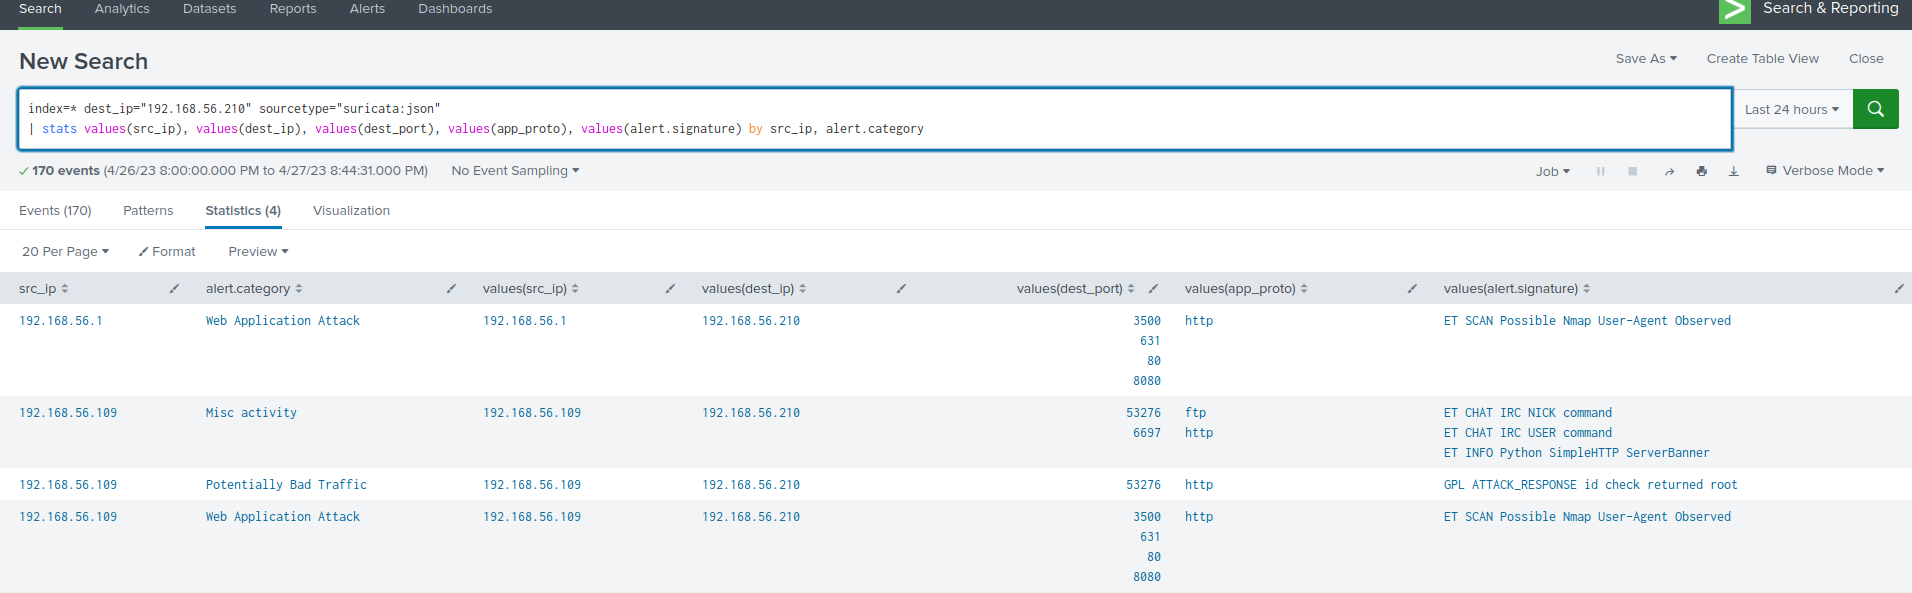 Search Analytics Datasets Reports Alerts Dashboards Search & Reporting
New Search
Save As Create Table View Close
index=* dest_ip="192.168.56.210" sourcetype="suricata:json"
| stats values(src_ip), values(dest_ip), values(dest_port), values(app_proto), values(alert.signature) by src_ip, alert.category
Last 24 hours
170 events (4/26/23 8:00:00.000 PM to 4/27/23 8:44:31.000 PM) No Event Sampling
Job Verbose Mode
Events (170) Patterns Statistics (4) Visualization
20 Per Page Format Preview
src_ip alert.category values(src_ip) values(dest_ip) values(dest_port) values(app_proto) values(alert.signature)
192.168.56.1 Web Application Attack 192.168.56.1 192.168.56.210 3500 http ET SCAN Possible Nmap User-Agent Observed
631
80
8080
192.168.56.109 Misc activity 192.168.56.109 192.168.56.210 53276 ftp ET CHAT IRC NICK command
6697 http ET CHAT IRC USER command
ET INFO Python SimpleHTTP ServerBanner
192.168.56.109 Potentially Bad Traffic 192.168.56.109 192.168.56.210 53276 http GPL ATTACK_RESPONSE id check returned root
192.168.56.109 Web Application Attack 192.168.56.109 192.168.56.210 3500 http ET SCAN Possible Nmap User-Agent Observed
631
80
8080